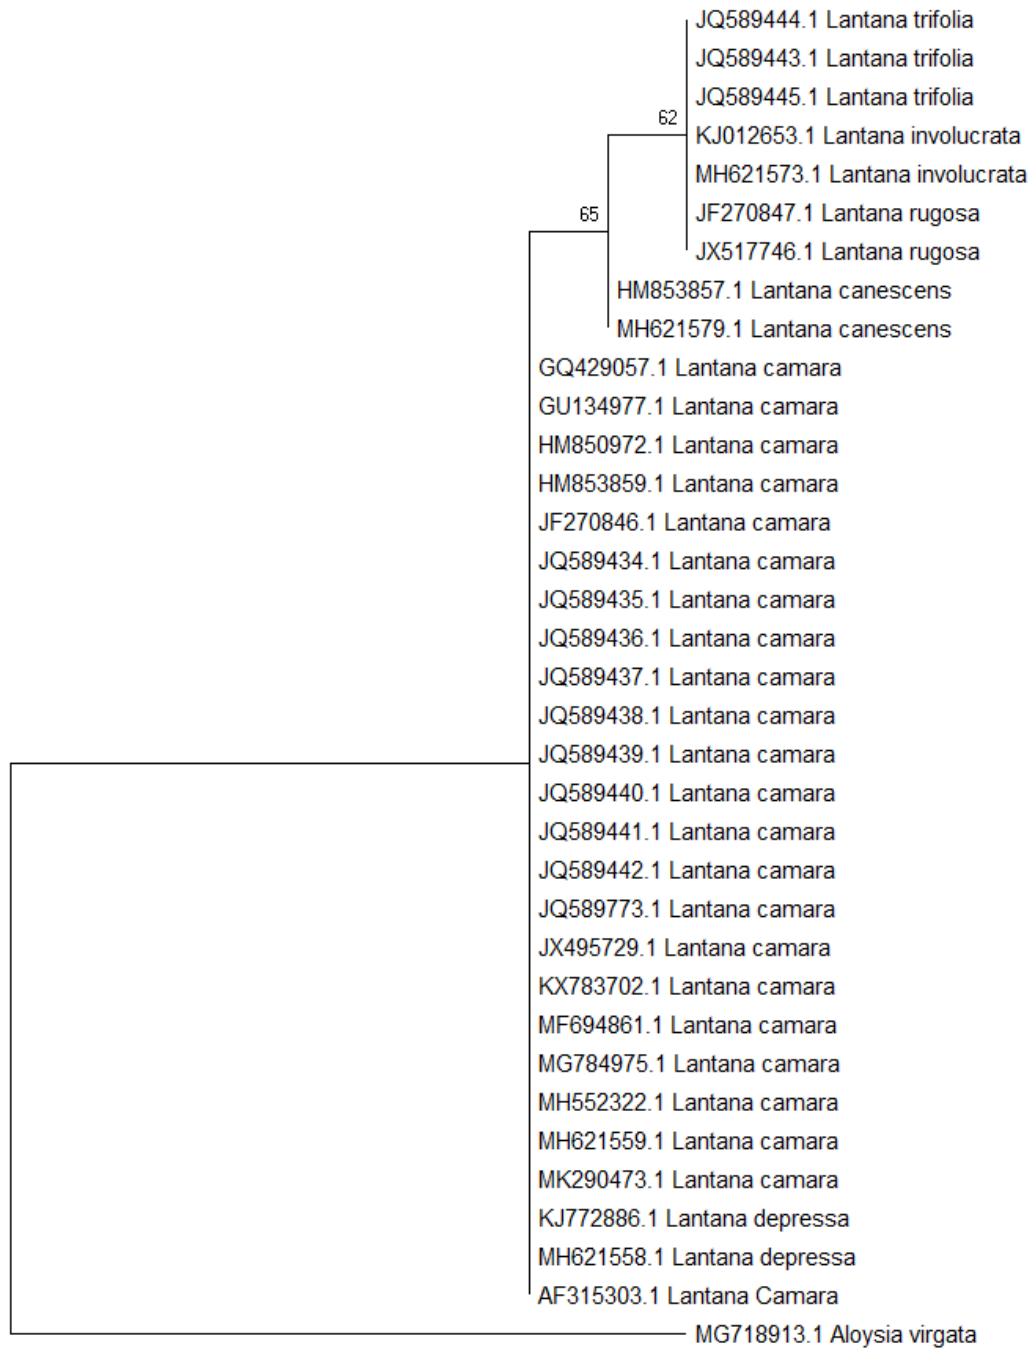 JQ589444.1 Lantana trifolia
JQ589443.1 Lantana trifolia
JQ589445.1 Lantana trifolia
62
KJ012653.1 Lantana involucrata
MH621573.1 Lantana involucrata
65
JF270847.1 Lantana rugosa
JX517746.1 Lantana rugosa
HM853857.1 Lantana canescens
MH621579.1 Lantana canescens
GQ429057.1 Lantana camara
GU134977.1 Lantana camara
HM850972.1 Lantana camara
HM853859.1 Lantana camara
JF270846.1 Lantana camara
JQ589434.1 Lantana camara
JQ589435.1 Lantana camara
JQ589436.1 Lantana camara
JQ589437.1 Lantana camara
JQ589438.1 Lantana camara
JQ589439.1 Lantana camara
JQ589440.1 Lantana camara
JQ589441.1 Lantana camara
JQ589442.1 Lantana camara
JQ589773.1 Lantana camara
JX495729.1 Lantana camara
KX783702.1 Lantana camara
MF694861.1 Lantana camara
MG784975.1 Lantana camara
MH552322.1 Lantana camara
MH621559.1 Lantana camara
MK290473.1 Lantana camara
KJ772886.1 Lantana depressa
MH621558.1 Lantana depressa
AF315303.1 Lantana Camara
MG718913.1 Aloysia virgata